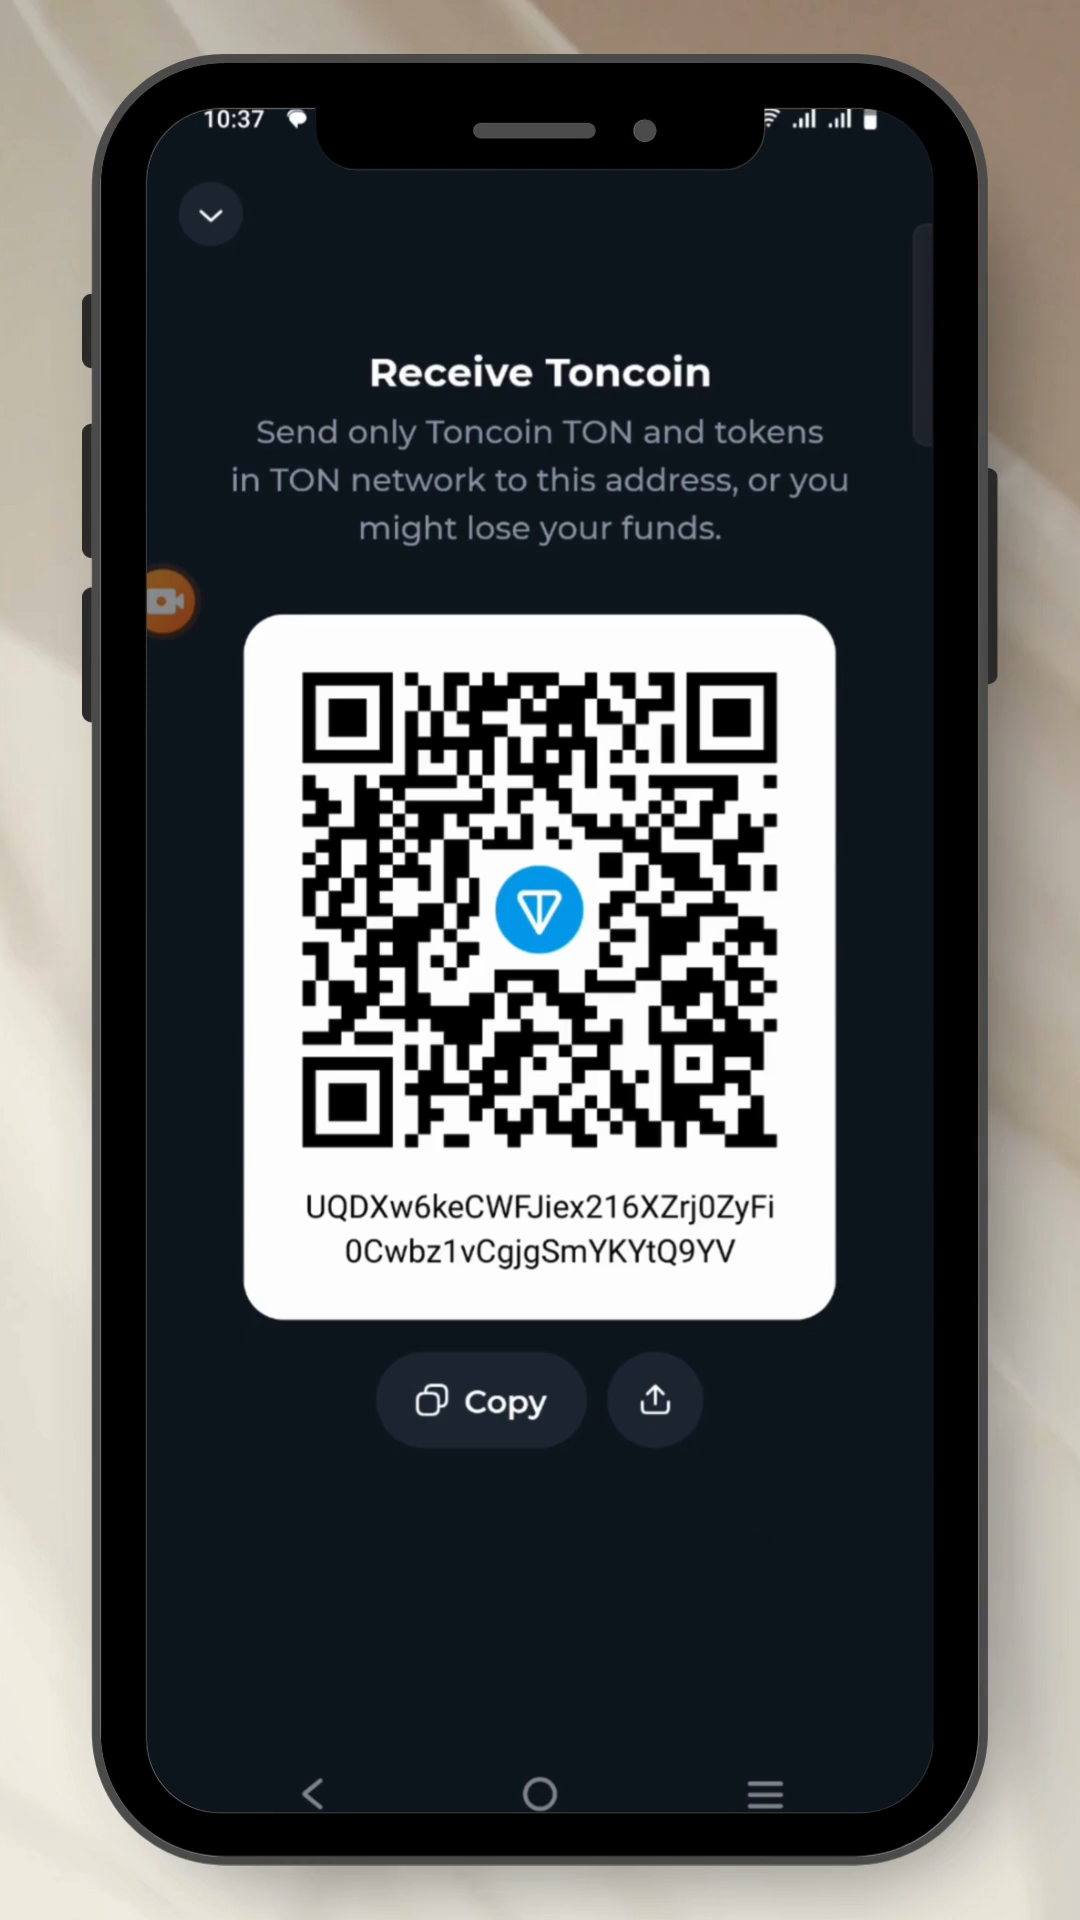 10:37
Receive Toncoin
Send only Toncoin TON and tokens
in TON network to this address, or you
might lose your funds.
UQDXw6keCWFJiex216XZrj0ZyFi
0Cwbz1vCgjgSmYKYtQ9YV
Copy